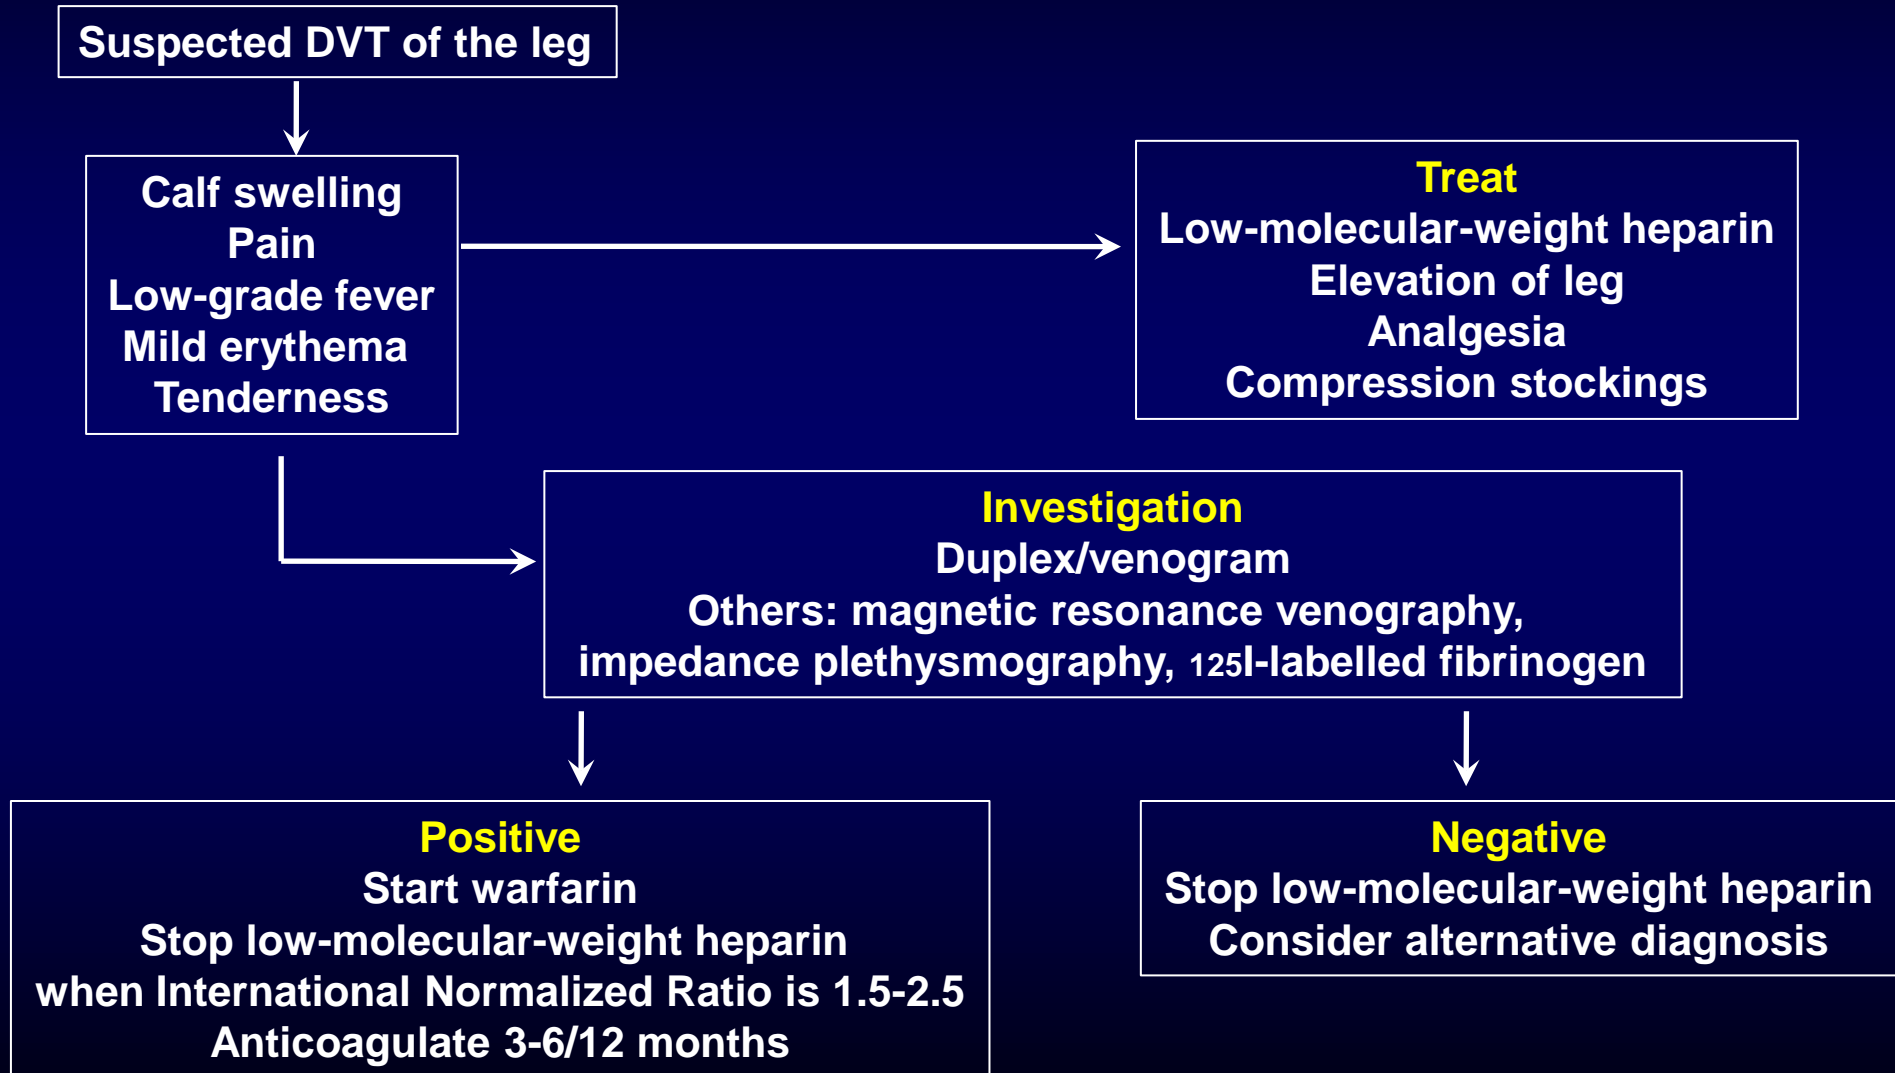 Suspected DVT of the leg
Calf swelling
Pain
Low-grade fever
Mild erythema
Tenderness
Treat
Low-molecular-weight heparin
Elevation of leg
Analgesia
Compression stockings
Investigation
Duplex/venogram
Others: magnetic resonance venography,
impedance plethysmography, 125I-labelled fibrinogen
Positive
Start warfarin
Stop low-molecular-weight heparin
when International Normalized Ratio is 1.5-2.5
Anticoagulate 3-6/12 months
Negative
Stop low-molecular-weight heparin
Consider alternative diagnosis